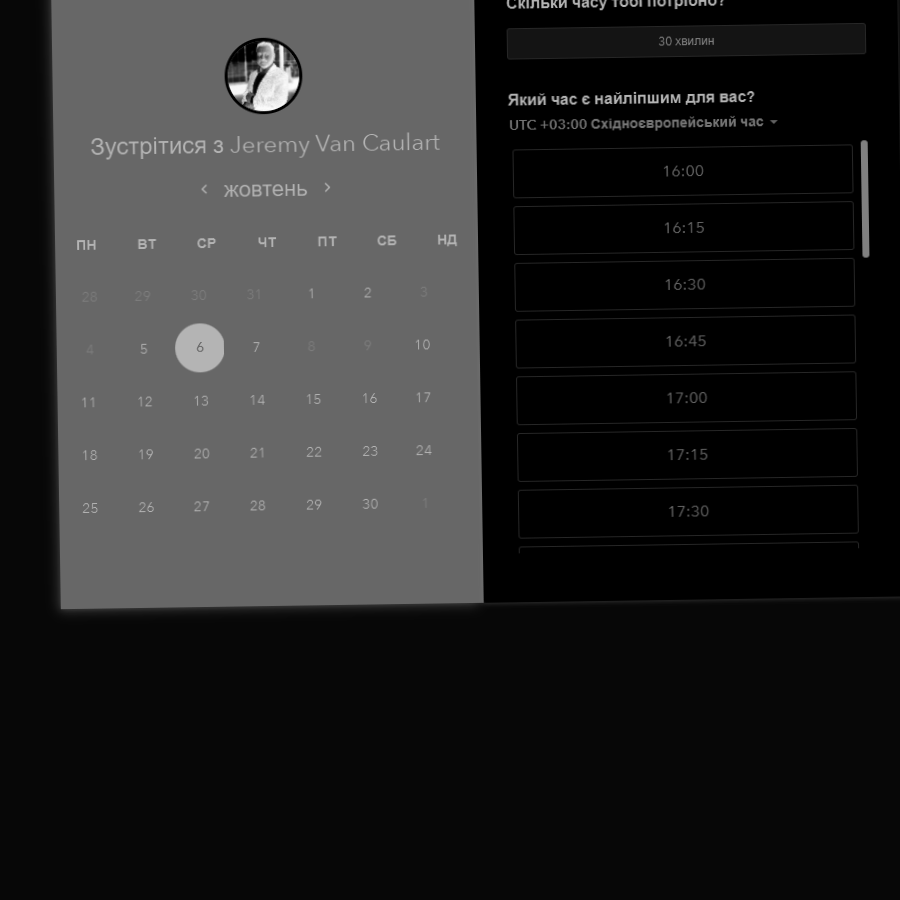 Зустрітися з Jeremy Van Caulart
жовтень
ПН ВТ СР ЧТ ПТ СБ НД
28 29 30 31 1 2 3
4 5 6 7 8 9 10
11 12 13 14 15 16 17
18 19 20 21 22 23 24
25 26 27 28 29 30 1
Скільки часу тобі потрібно?
30 хвилин
Який час є найліпшим для вас?
UTC +03:00 Східноєвропейський час
16:00
16:15
16:30
16:45
17:00
17:15
17:30